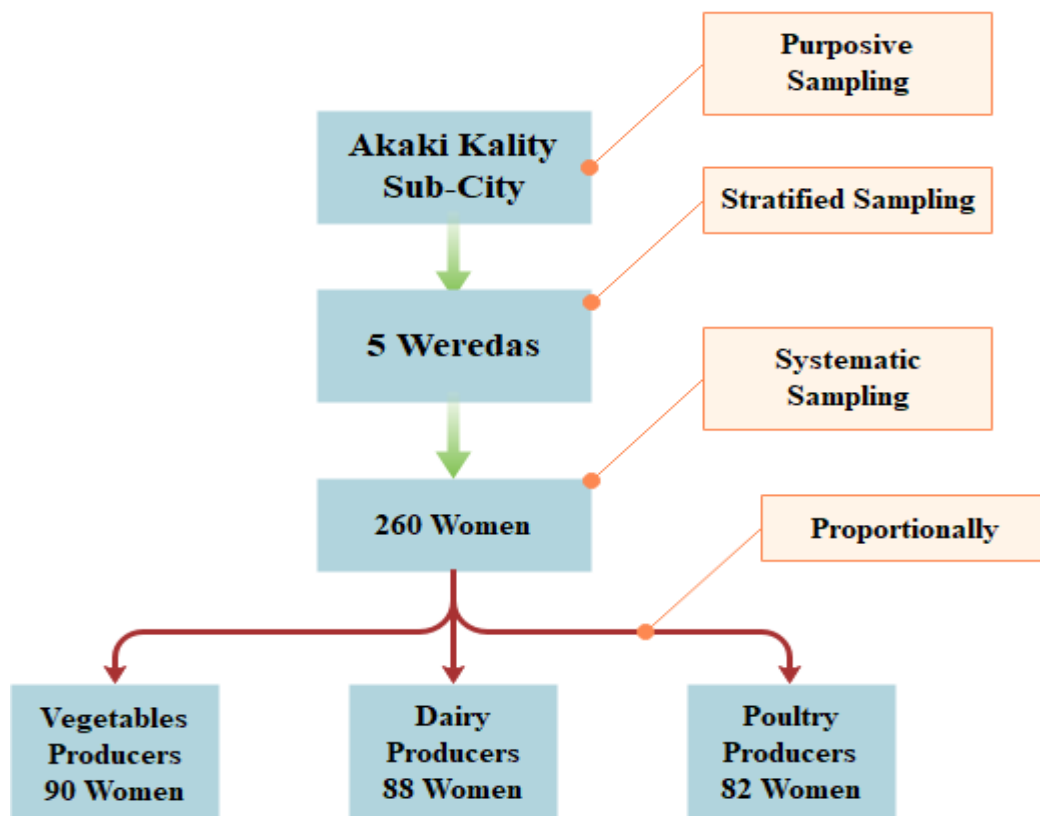 Purposive
Sampling
Akaki Kality
Sub-City
Stratified Sampling
5 Weredas
Systematic
Sampling
260 Women
Proportionally
Vegetables
Producers
90 Women
Dairy
Producers
88 Women
Poultry
Producers
82 Women